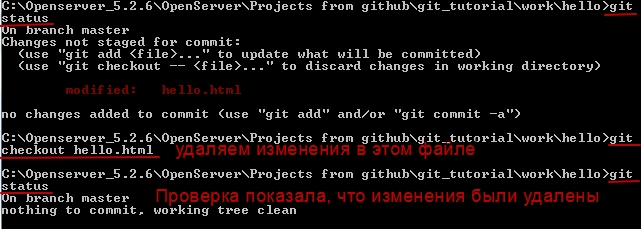 C:\Openserver_5.2.6\OpenServer\Projects from github\git_tutorial\work\hello>git
status
On branch master
Changes not staged for commit:
  (use "git add <file>..." to update what will be committed)
  (use "git checkout -- <file>..." to discard changes in working directory)
        modified:   hello.html
no changes added to commit (use "git add" and/or "git commit -a")
C:\Openserver_5.2.6\OpenServer\Projects from github\git_tutorial\work\hello>git
checkout hello.html удаляем изменения в этом файле
C:\Openserver_5.2.6\OpenServer\Projects from github\git_tutorial\work\hello>git
status
On branch master Проверка показала, что изменения были удалены
nothing to commit, working tree clean